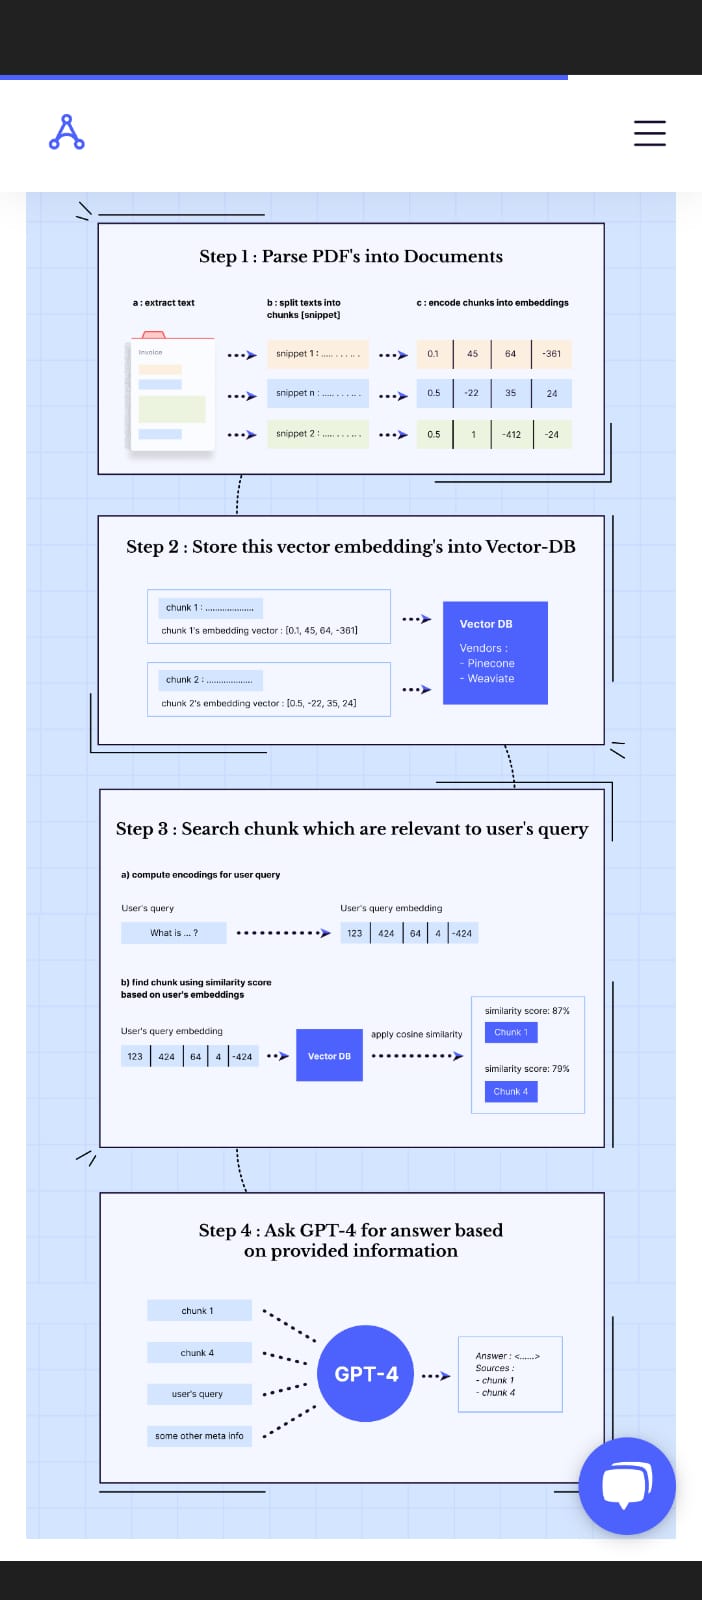 Step 1 : Parse PDF's into Documents
a : extract text
b : split texts into
chunks [snippet]
c : encode chunks into embeddings
Invoice
snippet 1 : ..... . . . .. .
0.1 45 64 -361
snippet n : ..... . . . .. .
0.5 -22 35 24
snippet 2 : ..... . . . .. .
0.5 1 -412 -24
Step 2 : Store this vector embedding's into Vector-DB
chunk 1 : ....................
chunk 1's embedding vector : [0.1, 45, 64, -361]
chunk 2 : ...................
chunk 2's embedding vector : [0.5, -22, 35, 24]
Vector DB
Vendors :
- Pinecone
- Weaviate
Step 3 : Search chunk which are relevant to user's query
a) compute encodings for user query
User's query
User's query embedding
What is ... ?
123 424 64 4 -424
b) find chunk using similarity score
based on user's embeddings
User's query embedding
123 424 64 4 -424
Vector DB
apply cosine similarity
similarity score: 87%
Chunk 1
similarity score: 79%
Chunk 4
Step 4 : Ask GPT-4 for answer based
on provided information
chunk 1
chunk 4
user's query
some other meta info
GPT-4
Answer : <......>
Sources :
- chunk 1
- chunk 4